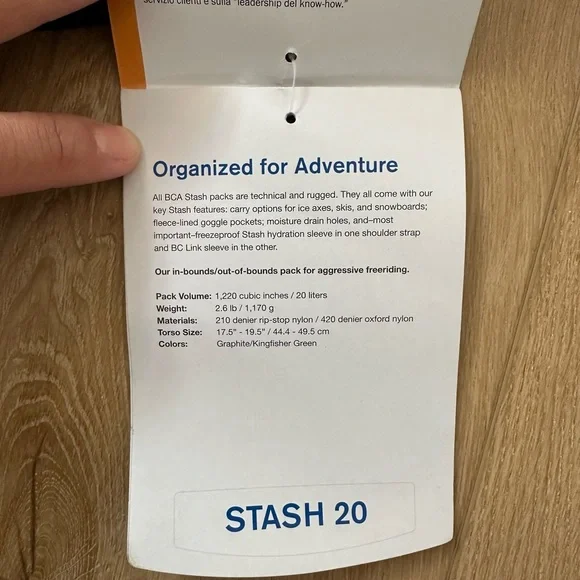 servizio clienti e sulla "leadership del know-how."
Organized for Adventure
All BCA Stash packs are technical and rugged. They all come with our
key Stash features: carry options for ice axes, skis, and snowboards;
fleece-lined goggle pockets; moisture drain holes, and–most
important–freezeproof Stash hydration sleeve in one shoulder strap
and BC Link sleeve in the other.
Our in-bounds/out-of-bounds pack for aggressive freeriding.
Pack Volume: 1,220 cubic inches / 20 liters
Weight: 2.6 lb / 1,170 g
Materials: 210 denier rip-stop nylon / 420 denier oxford nylon
Torso Size: 17.5" - 19.5" / 44.4 - 49.5 cm
Colors: Graphite/Kingfisher Green
STASH 20